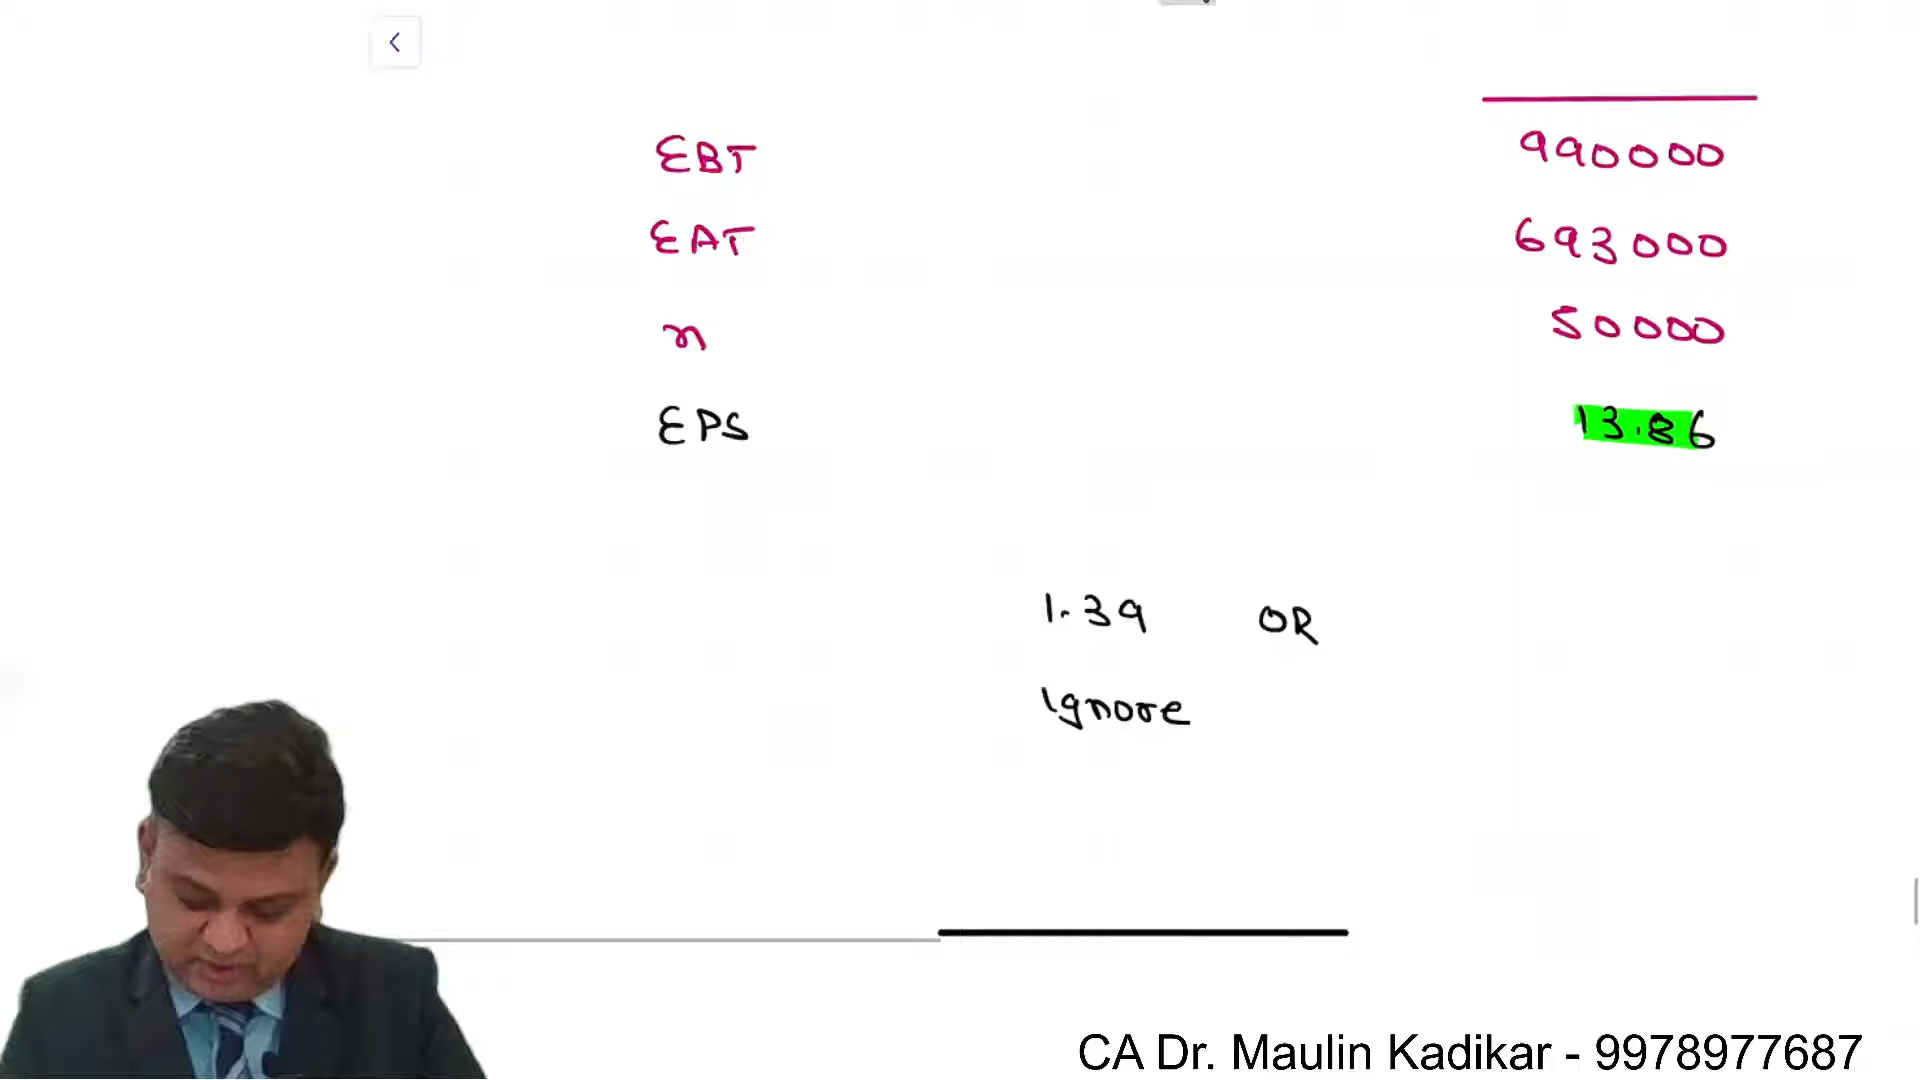 EBT 990000
EAT 693000
n 50000
EPS 13.86
1.39 OR
Ignore
CA Dr. Maulin Kadikar - 9978977687